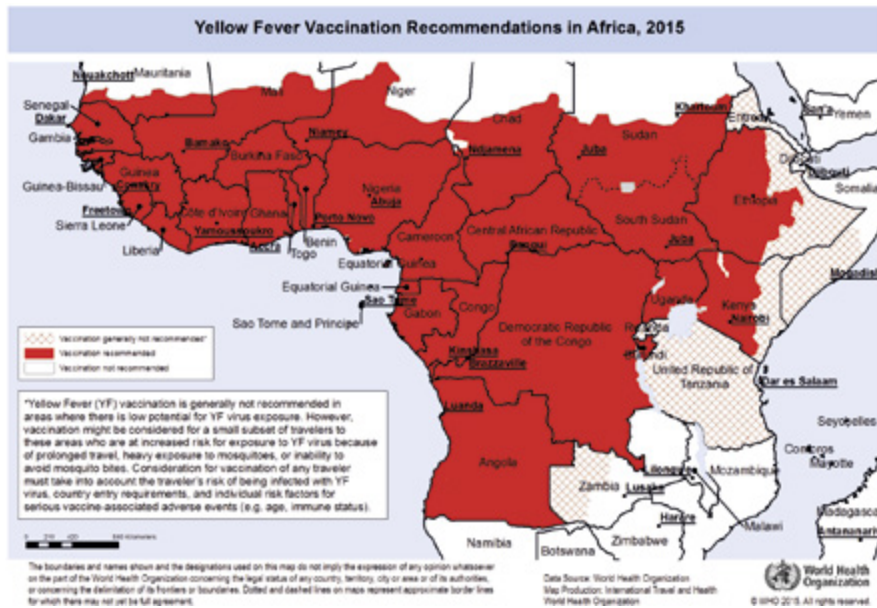 Yellow Fever Vaccination Recommendations in Africa, 2015
Nouakchott
Mauritania
Mali
Niger
Senegal
Dakar
Gambia
Bamako
Niamey
Burkina Faso
Chad
Ndjamena
Khartoum
Eritrea
San'a
Yemen
Sudan
Juba
Djibouti
Djibouti
Somalia
Guinea
Conakry
Guinea-Bissau
Nigeria
Abuja
Ethiopia
Freetown
Sierra Leone
Côte d'Ivoire
Ghana
Porto Novo
Yamoussoukro
Accra
Benin
Togo
Liberia
Cameroon
Central African Republic
Bangui
South Sudan
Juba
Mogadish
Equatorial Guinea
Equatorial Guinea
Sao Tome
Sao Tome and Principe
Gabon
Congo
Uganda
Kenya
Nairobi
Democratic Republic
of the Congo
Rwanda
Burundi
Kinshasa
Brazzaville
United Republic of
Tanzania
Dar es Salaam
Luanda
Angola
Seychelles
Comoros
Mayotte
Zambia
Lusaka
Lilongwe
Mozambique
Malawi
Harare
Zimbabwe
Madagasca
Antananari
Namibia
Botswana
Vaccination generally not recommended*
Vaccination recommended
Vaccination not recommended
*Yellow Fever (YF) vaccination is generally not recommended in
areas where there is low potential for YF virus exposure. However,
vaccination might be considered for a small subset of travelers to
these areas who are at increased risk for exposure to YF virus because
of prolonged travel, heavy exposure to mosquitoes, or inability to
avoid mosquito bites. Consideration for vaccination of any traveler
must take into account the traveler's risk of being infected with YF
virus, country entry requirements, and individual risk factors for
serious vaccine-associated adverse events (e.g. age, immune status).
The boundaries and names shown and the designations used on this map do not imply the expression of any opinion whatsoever
on the part of the World Health Organization concerning the legal status of any country, territory, city or area or of its authorities,
or concerning the delimitation of its frontiers or boundaries. Dotted and dashed lines on maps represent approximate border lines
for which there may not yet be full agreement.
Data Source: World Health Organization
Map Production: International Travel and Health
World Health Organization
World Health
Organization
© WHO 2015. All rights reserved.